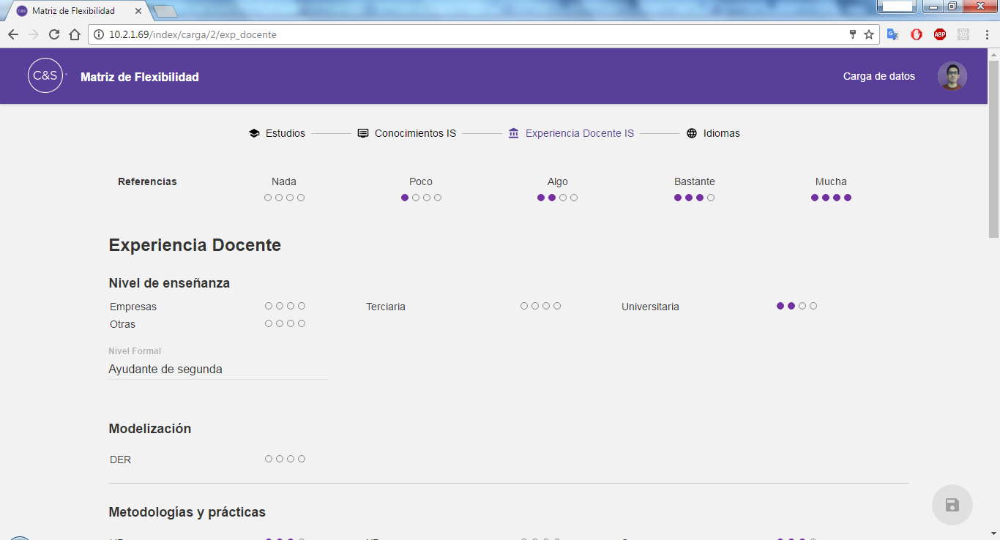 Matriz de Flexibilidad
10.2.1.69/index/carga/2/exp_docente
ABP
C&S
Matriz de Flexibilidad
Carga de datos
Estudios
Conocimientos IS
Experiencia Docente IS
Idiomas
Referencias
Nada
Poco
Algo
Bastante
Mucha
Experiencia Docente
Nivel de enseñanza
Empresas
Terciaria
Universitaria
Otras
Nivel Formal
Ayudante de segunda
Modelización
DER
Metodologías y prácticas